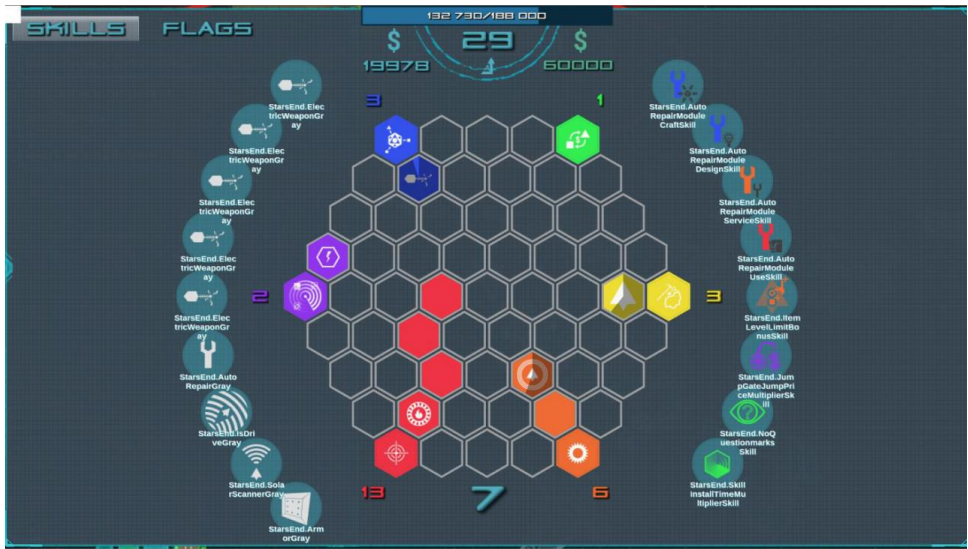 132 730/188 000
SKILLS FLAGS
$ 29 $
19978 60000
3 1
StarsEnd.Elec
tricWeaponGr
ay
StarsEnd.Elec
tricWeaponGr
ay
StarsEnd.Elec
tricWeaponGr
ay
StarsEnd.Elec
tricWeaponGr
ay
StarsEnd.Elec
tricWeaponGr
ay
StarsEnd.Auto
RepairGray
StarsEnd.IsDri
veGray
StarsEnd.Sola
rScannerGray
StarsEnd.Arm
orGray
2 3
StarsEnd.Auto
RepairModule
CraftSkill
StarsEnd.Auto
RepairModule
DesignSkill
StarsEnd.Auto
RepairModule
ServiceSkill
StarsEnd.Auto
RepairModule
UseSkill
StarsEnd.Item
LevelLimitBo
nusSkill
StarsEnd.Jum
pGateJumpPri
ceMultiplierSk
ill
StarsEnd.NoQ
uestionmarks
Skill
StarsEnd.Skill
InstallTimeMu
ltiplierSkill
13 7 6